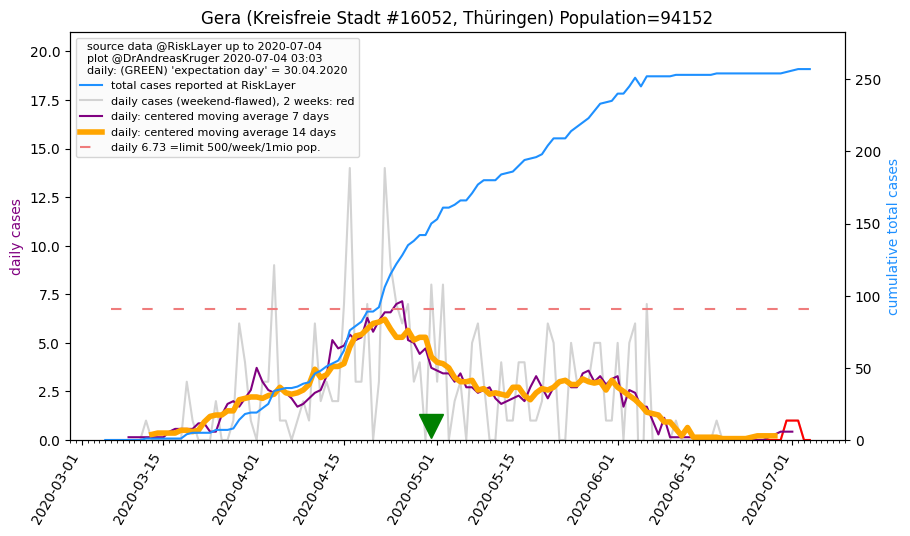 Gera (Kreisfreie Stadt #16052, Thüringen) Population=94152
source data @RiskLayer up to 2020-07-04
plot @DrAndreasKruger 2020-07-04 03:03
daily: (GREEN) 'expectation day' = 30.04.2020
total cases reported at RiskLayer
daily cases (weekend-flawed), 2 weeks: red
daily: centered moving average 7 days
daily: centered moving average 14 days
daily 6.73 =limit 500/week/1mio pop.
daily cases
20.0
17.5
15.0
12.5
10.0
7.5
5.0
2.5
0.0
cumulative total cases
250
200
150
100
50
0
2020-03-01
2020-03-15
2020-04-01
2020-04-15
2020-05-01
2020-05-15
2020-06-01
2020-06-15
2020-07-01